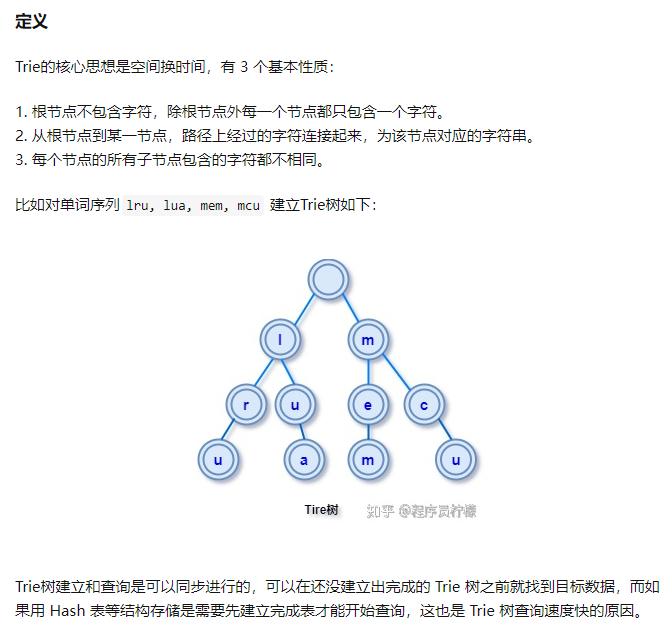 定义
Trie的核心思想是空间换时间，有 3 个基本性质：
1. 根节点不包含字符，除根节点外每一个节点都只包含一个字符。
2. 从根节点到某一节点，路径上经过的字符连接起来，为该节点对应的字符串。
3. 每个节点的所有子节点包含的字符都不相同。
比如对单词序列 lru, lua, mem, mcu 建立Trie树如下：
l m
r u e c
u a m u
Tire树 知乎 @程序员柠檬
Trie树建立和查询是可以同步进行的，可以在还没建立出完成的 Trie 树之前就找到目标数据，而如
果用 Hash 表等结构存储是需要先建立完成表才能开始查询，这也是 Trie 树查询速度快的原因。